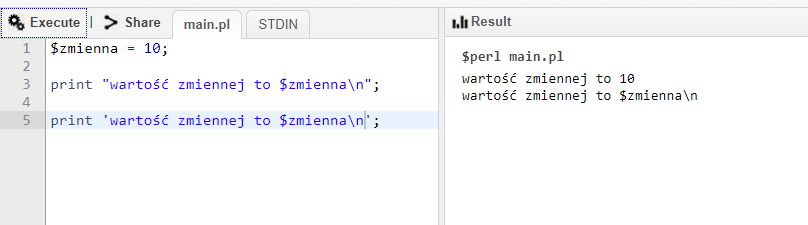 Execute | Share main.pl STDIN
1 $zmienna = 10;
2
3 print "wartość zmiennej to $zmienna\n";
4
5 print 'wartość zmiennej to $zmienna\n';
Result
$perl main.pl
wartość zmiennej to 10
wartość zmiennej to $zmienna\n